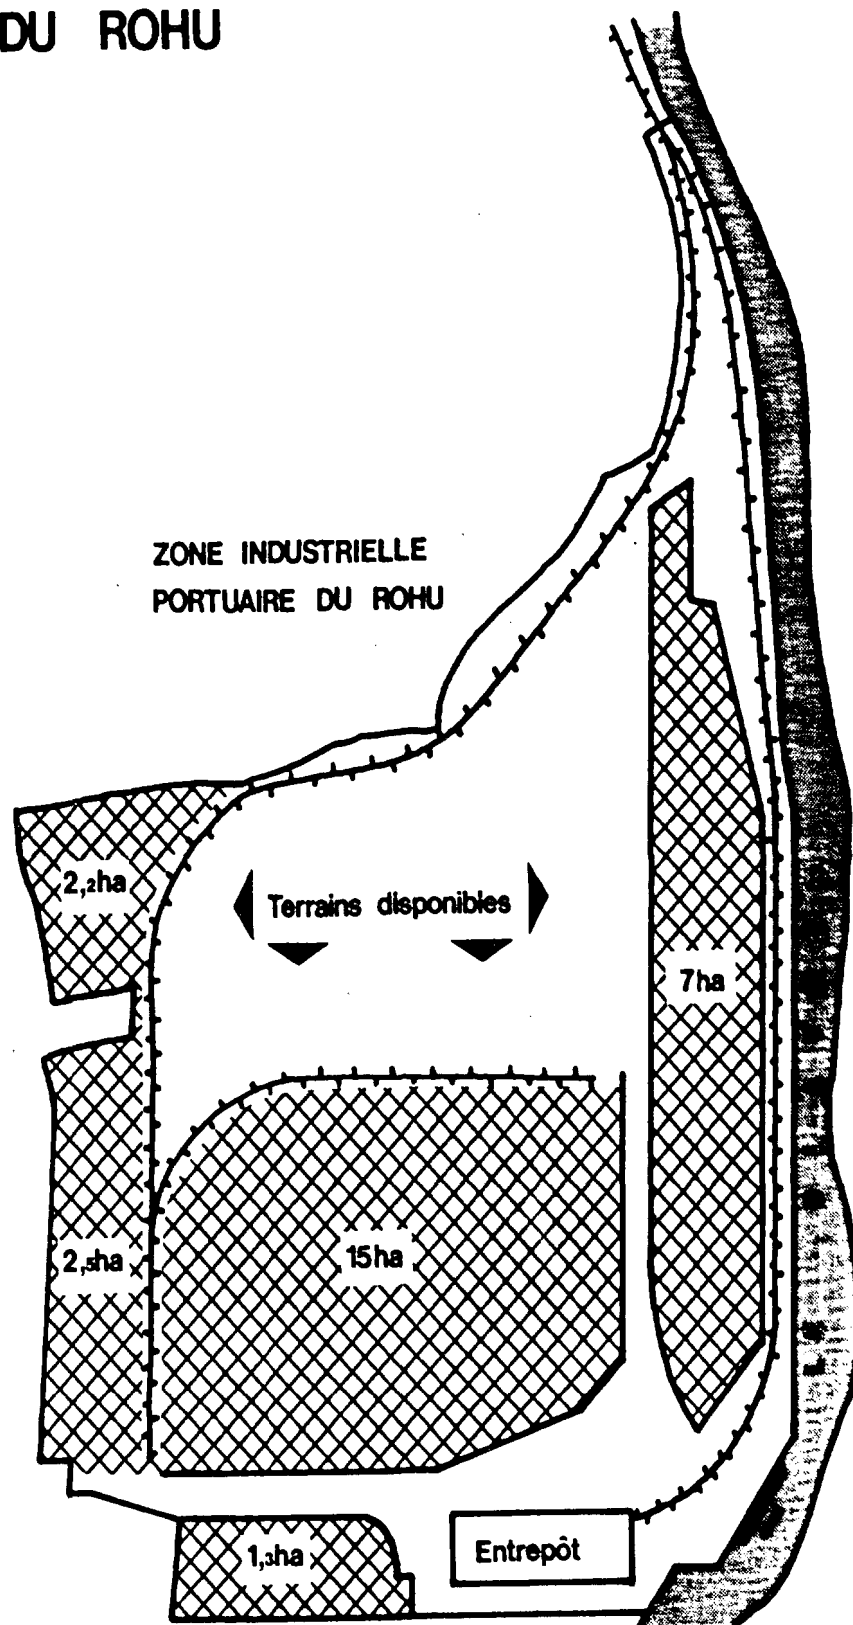 DU ROHU
ZONE INDUSTRIELLE
PORTUAIRE DU ROHU
2,2ha
Terrains disponibles
7ha
2,5ha
15ha
1,3ha
Entrepôt